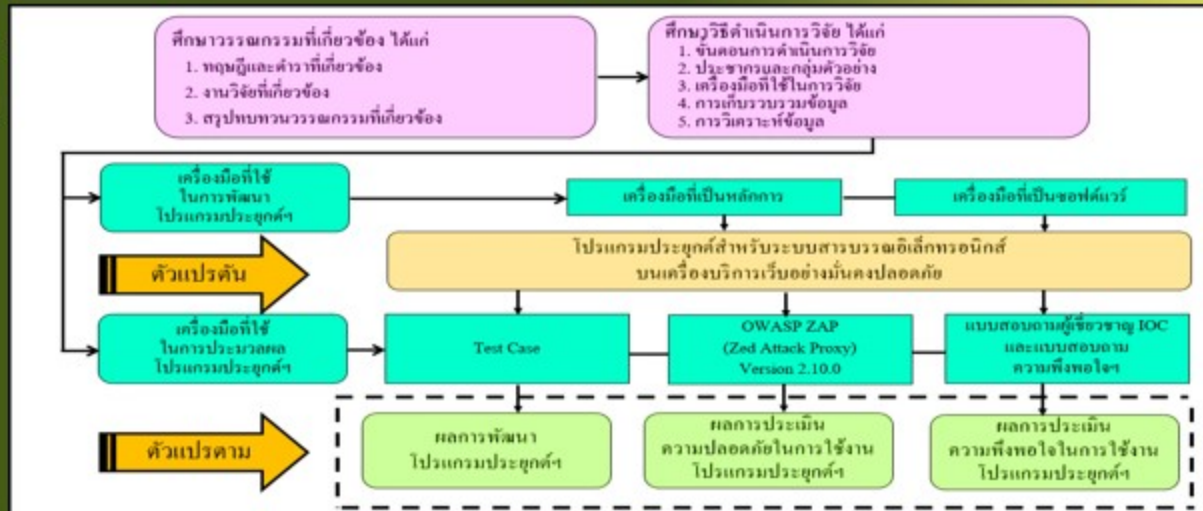 ศึกษาวรรณกรรมที่เกี่ยวข้อง ได้แก่
1. ทฤษฎีและตำราที่เกี่ยวข้อง
2. งานวิจัยที่เกี่ยวข้อง
3. สรุปทบทวนวรรณกรรมที่เกี่ยวข้อง
ศึกษาวิธีดำเนินการวิจัย ได้แก่
1. ขั้นตอนการดำเนินการวิจัย
2. ประชากรและกลุ่มตัวอย่าง
3. เครื่องมือที่ใช้ในการวิจัย
4. การเก็บรวบรวมข้อมูล
5. การวิเคราะห์ข้อมูล
เครื่องมือที่ใช้
ในการพัฒนา
โปรแกรมประยุกต์ฯ
เครื่องมือที่เป็นหลักการ
เครื่องมือที่เป็นซอฟต์แวร์
ตัวแปรต้น
โปรแกรมประยุกต์สำหรับระบบสารบรรณอิเล็กทรอนิกส์
บนเครื่องบริการเว็บอย่างมั่นคงปลอดภัย
เครื่องมือที่ใช้
ในการประมวลผล
โปรแกรมประยุกต์ฯ
Test Case
OWASP ZAP
(Zed Attack Proxy)
Version 2.10.0
แบบสอบถามผู้เชี่ยวชาญ IOC
และแบบสอบถาม
ความพึงพอใจฯ
ตัวแปรตาม
ผลการพัฒนา
โปรแกรมประยุกต์ฯ
ผลการประเมิน
ความปลอดภัยในการใช้งาน
โปรแกรมประยุกต์ฯ
ผลการประเมิน
ความพึงพอใจในการใช้งาน
โปรแกรมประยุกต์ฯ